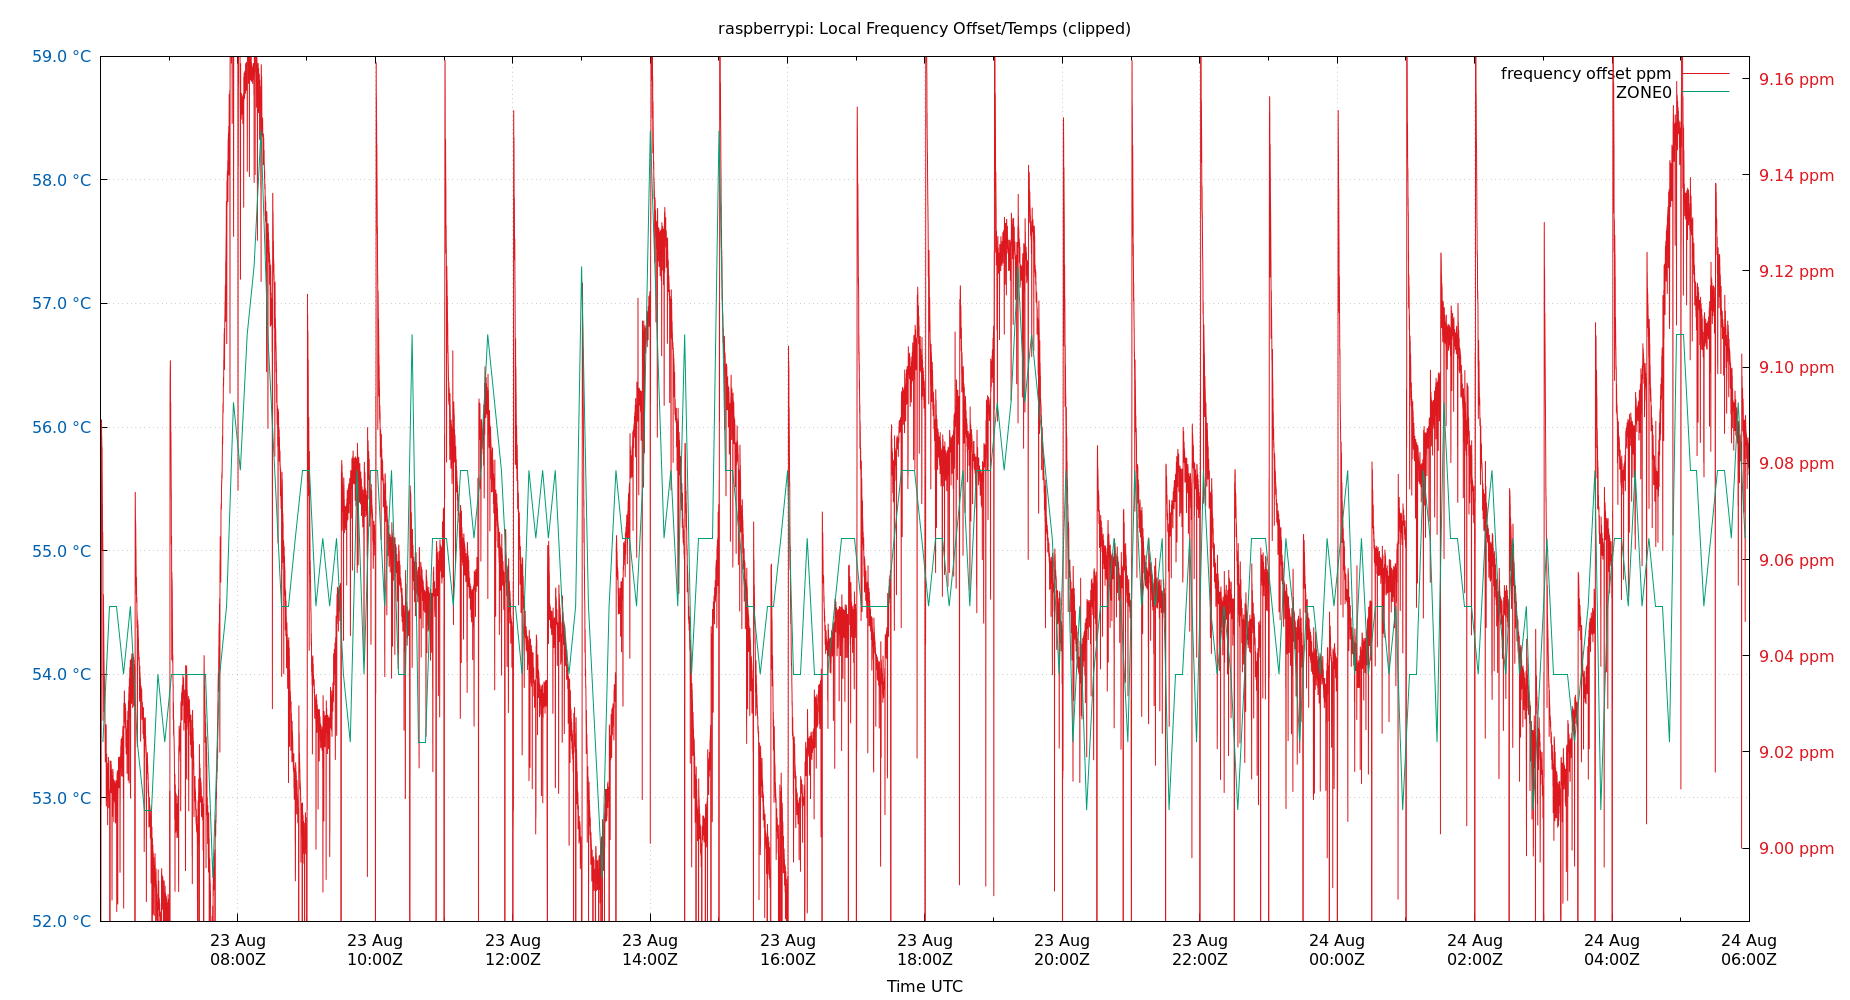 raspberrypi: Local Frequency Offset/Temps (clipped)
frequency offset ppm
ZONE0
59.0 °C
58.0 °C
57.0 °C
56.0 °C
55.0 °C
54.0 °C
53.0 °C
52.0 °C
9.16 ppm
9.14 ppm
9.12 ppm
9.10 ppm
9.08 ppm
9.06 ppm
9.04 ppm
9.02 ppm
9.00 ppm
23 Aug 23 Aug 23 Aug 23 Aug 23 Aug 23 Aug 23 Aug 23 Aug 24 Aug 24 Aug 24 Aug 24 Aug
08:00Z 10:00Z 12:00Z 14:00Z 16:00Z 18:00Z 20:00Z 22:00Z 00:00Z 02:00Z 04:00Z 06:00Z
Time UTC